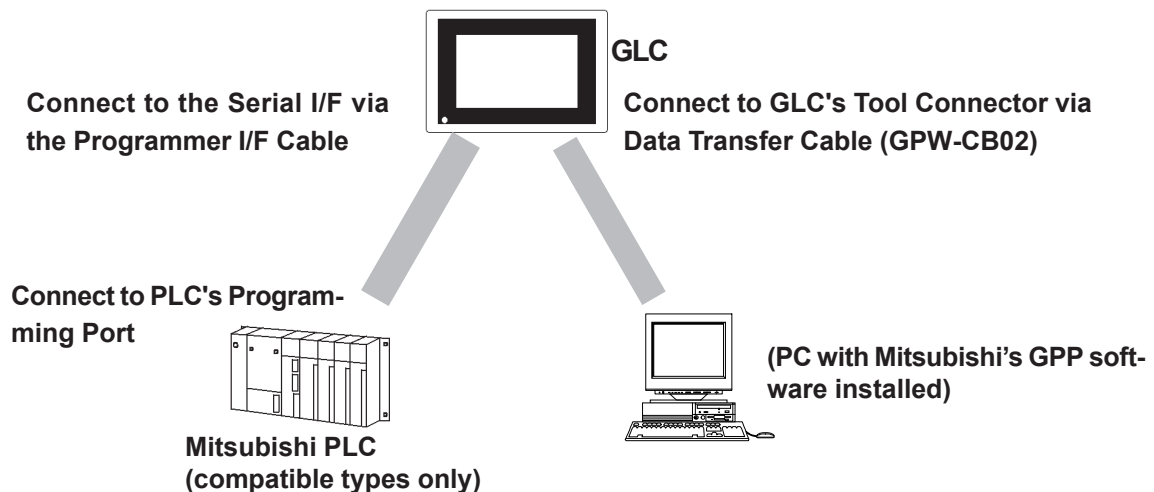 GLC
Connect to the Serial I/F via
the Programmer I/F Cable
Connect to GLC's Tool Connector via
Data Transfer Cable (GPW-CB02)
Connect to PLC's Program-
ming Port
Mitsubishi PLC
(compatible types only)
(PC with Mitsubishi’s GPP soft-
ware installed)